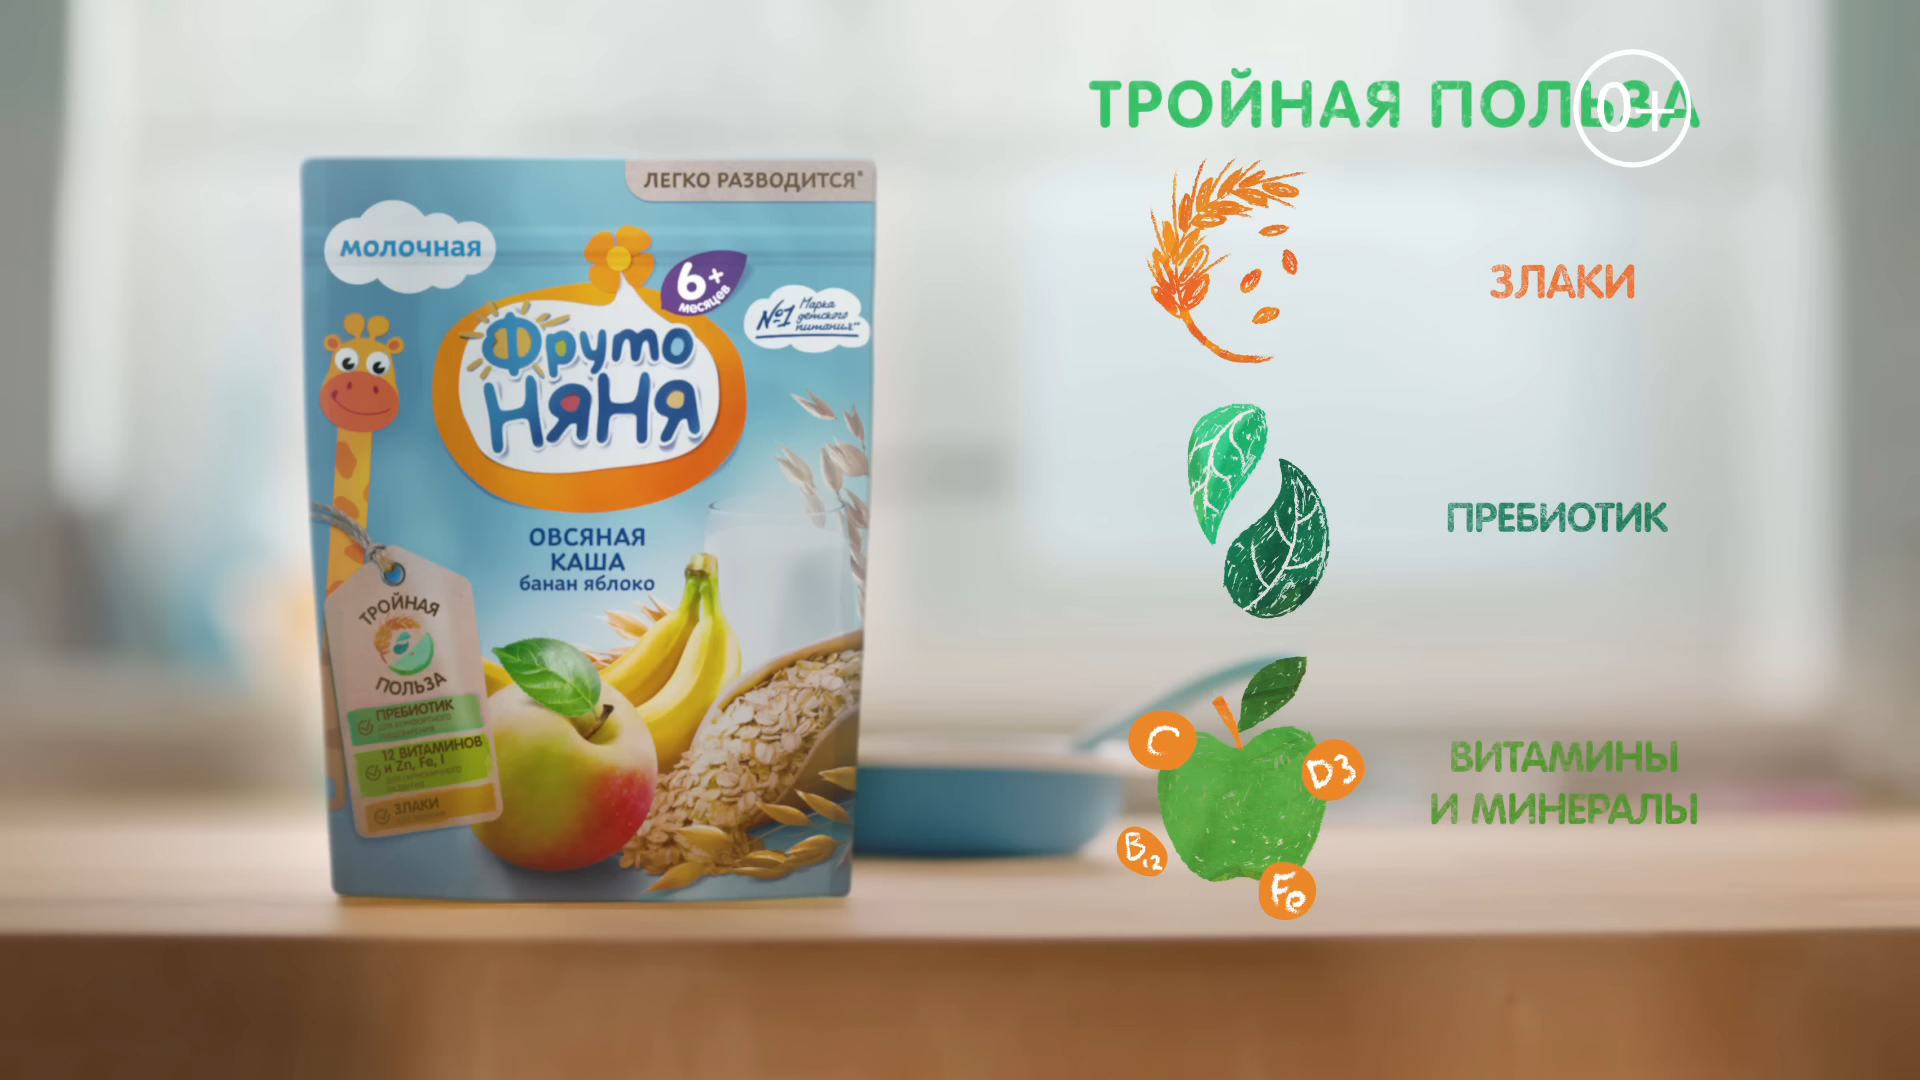 ТРОЙНАЯ ПОЛЬЗА
0+
ЗЛАКИ
ПРЕБИОТИК
ВИТАМИНЫ
И МИНЕРАЛЫ
C
D3
B12
Fe
ЛЕГКО РАЗВОДИТСЯ*
МОЛОЧНАЯ
6+
месяцев
№1 Марка
детского
питания**
Фруто
НЯНЯ
ОВСЯНАЯ
КАША
банан яблоко
ТРОЙНАЯ
ПОЛЬЗА
ПРЕБИОТИК
12 ВИТАМИНОВ
и Zn, Fe, I
ЗЛАКИ